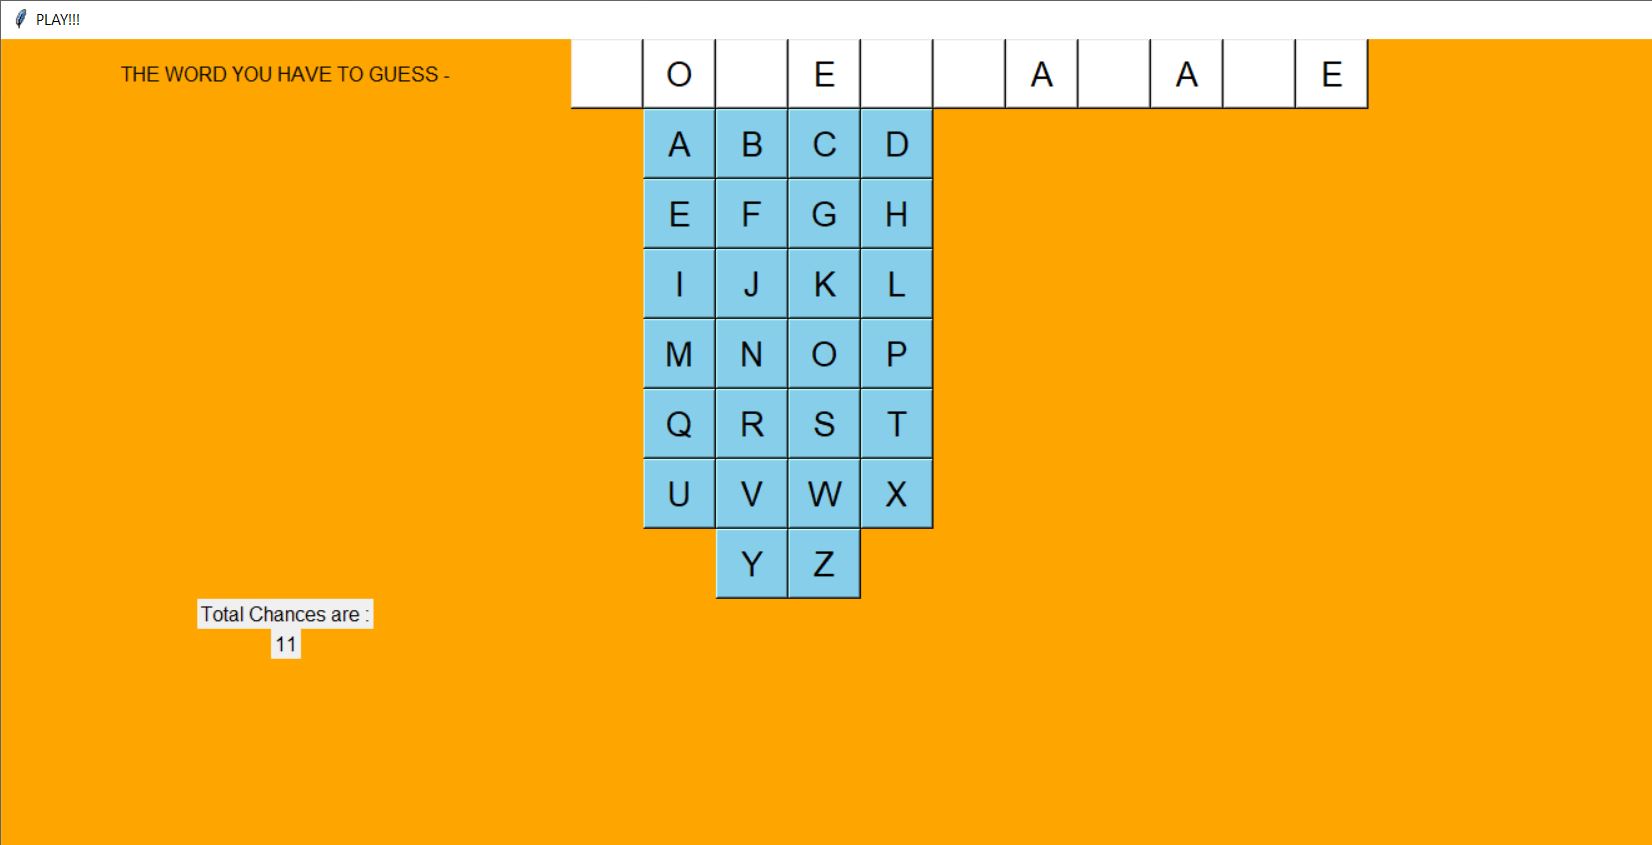 PLAY!!!
THE WORD YOU HAVE TO GUESS - O E A A E
A B C D
E F G H
I J K L
M N O P
Q R S T
U V W X
Y Z
Total Chances are :
11